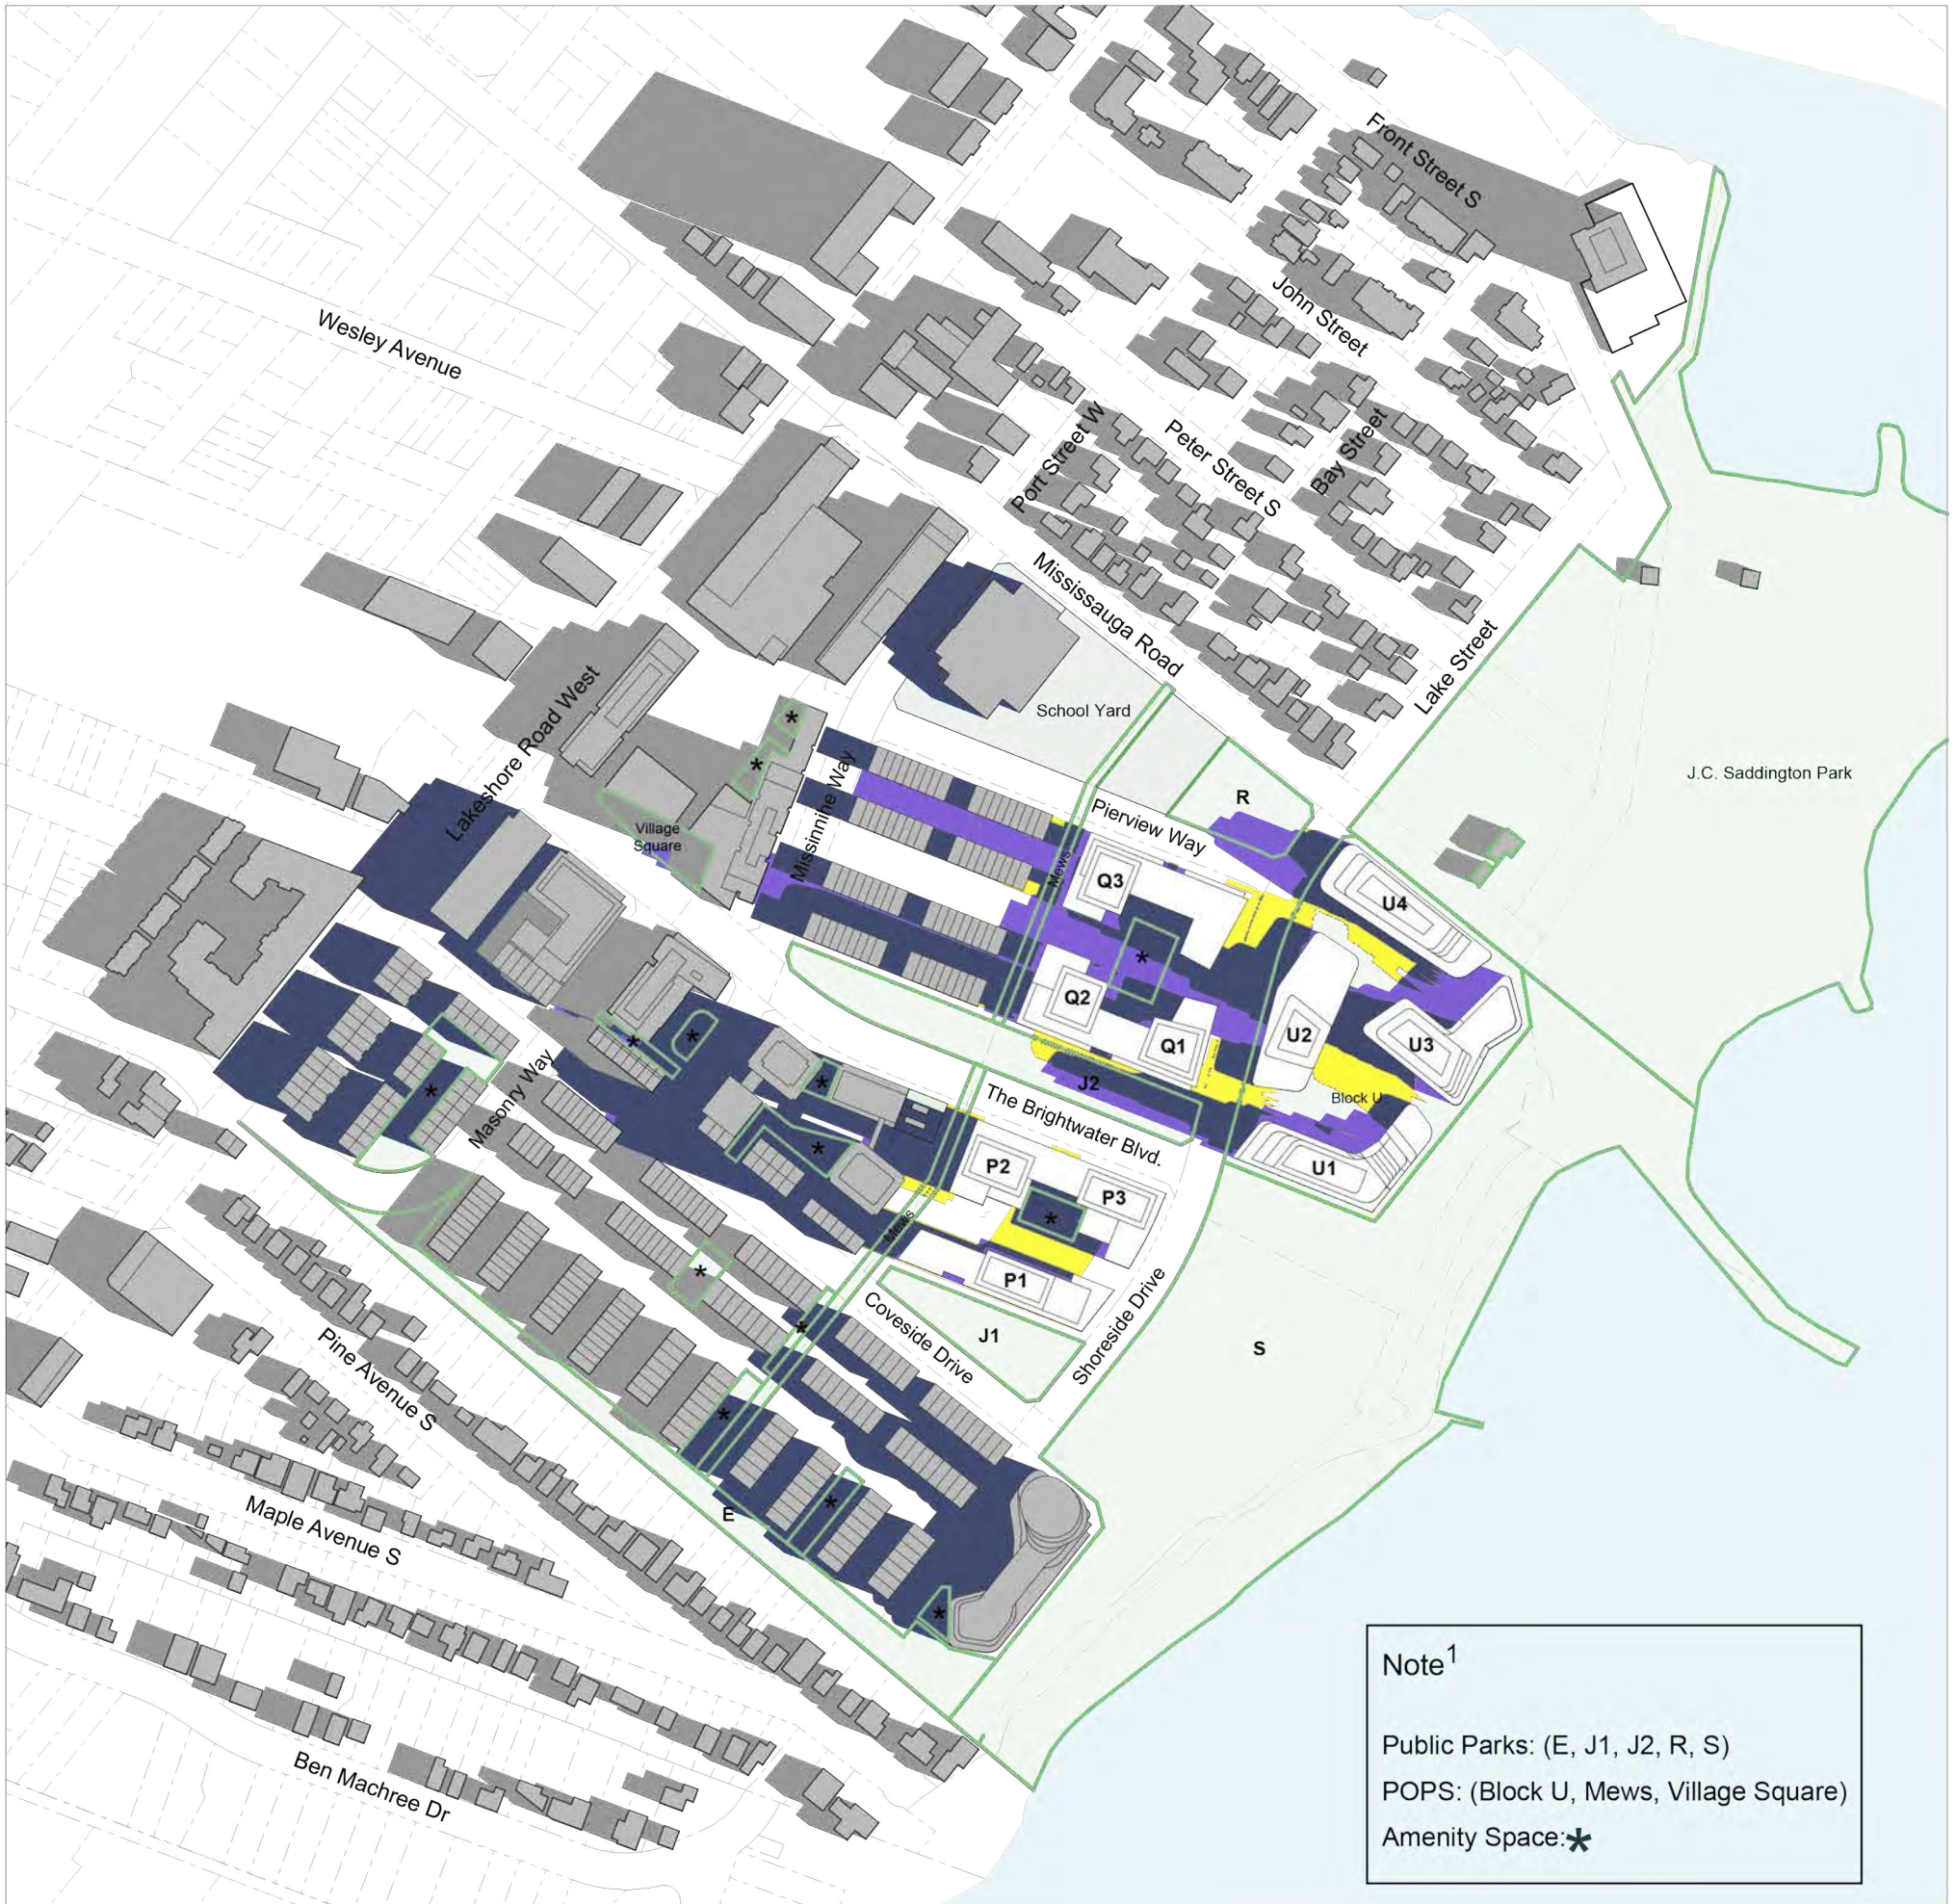 Front Street S
Wesley Avenue
John Street
Port Street W
Peter Street S
Bay Street
Mississauga Road
Lake Street
School Yard
Lakeshore Road West
*
*
Village
Square
Missinnihe Way
J.C. Saddington Park
R
Pierview Way
Mews
Q3
U4
*
Q2
Q1
U2
U3
J2
Block U
*
*
*
*
Masonry Way
The Brightwater Blvd.
*
P2
P3
U1
*
Mews
*
P1
*
Coveside Drive
J1
Shoreside Drive
S
Pine Avenue S
*
*
E
Maple Avenue S
*
Ben Machree Dr
Note1
Public Parks: (E, J1, J2, R, S)
POPS: (Block U, Mews, Village Square)
Amenity Space:*